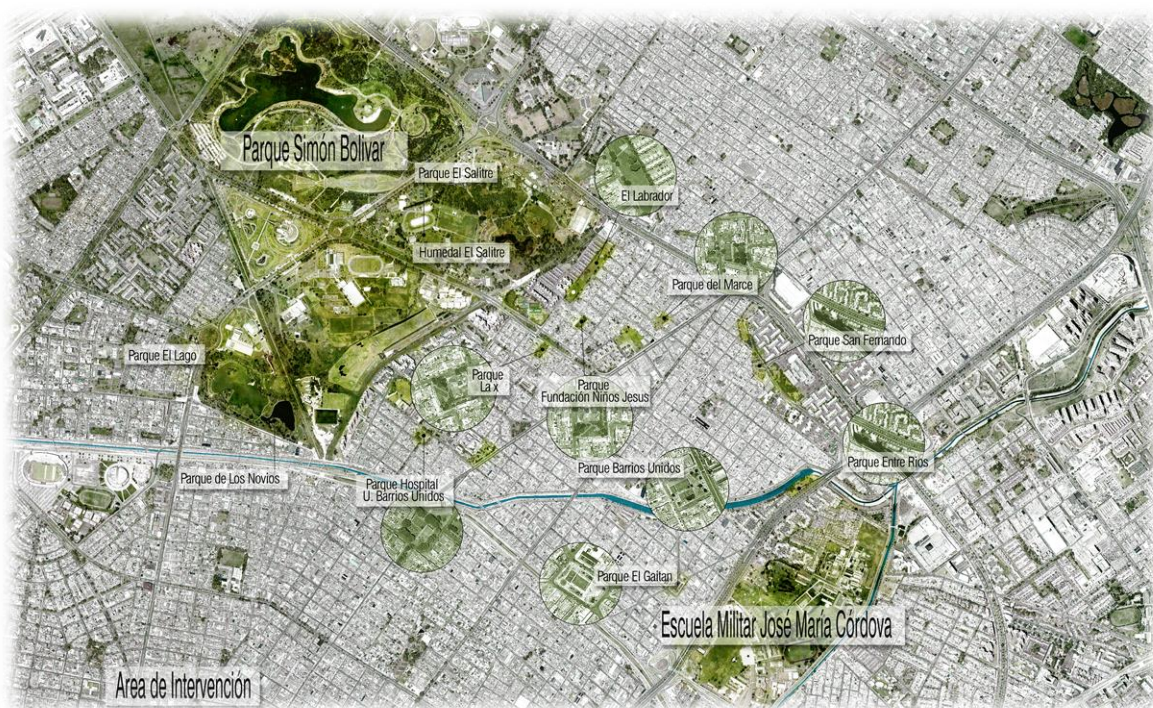 Parque Simón Bolivar
Parque El Salitre
El Labrador
Humedal El Salitre
Parque del Marce
Parque San Fernando
Parque El Lago
Parque
La x
Parque
Fundación Niños Jesus
Parque Entre Rios
Parque Barrios Unidos
Parque de Los Novios
Parque Hospital
U. Barrios Unidos
Parque El Gaitan
Escuela Militar José María Córdova
Area de Intervención